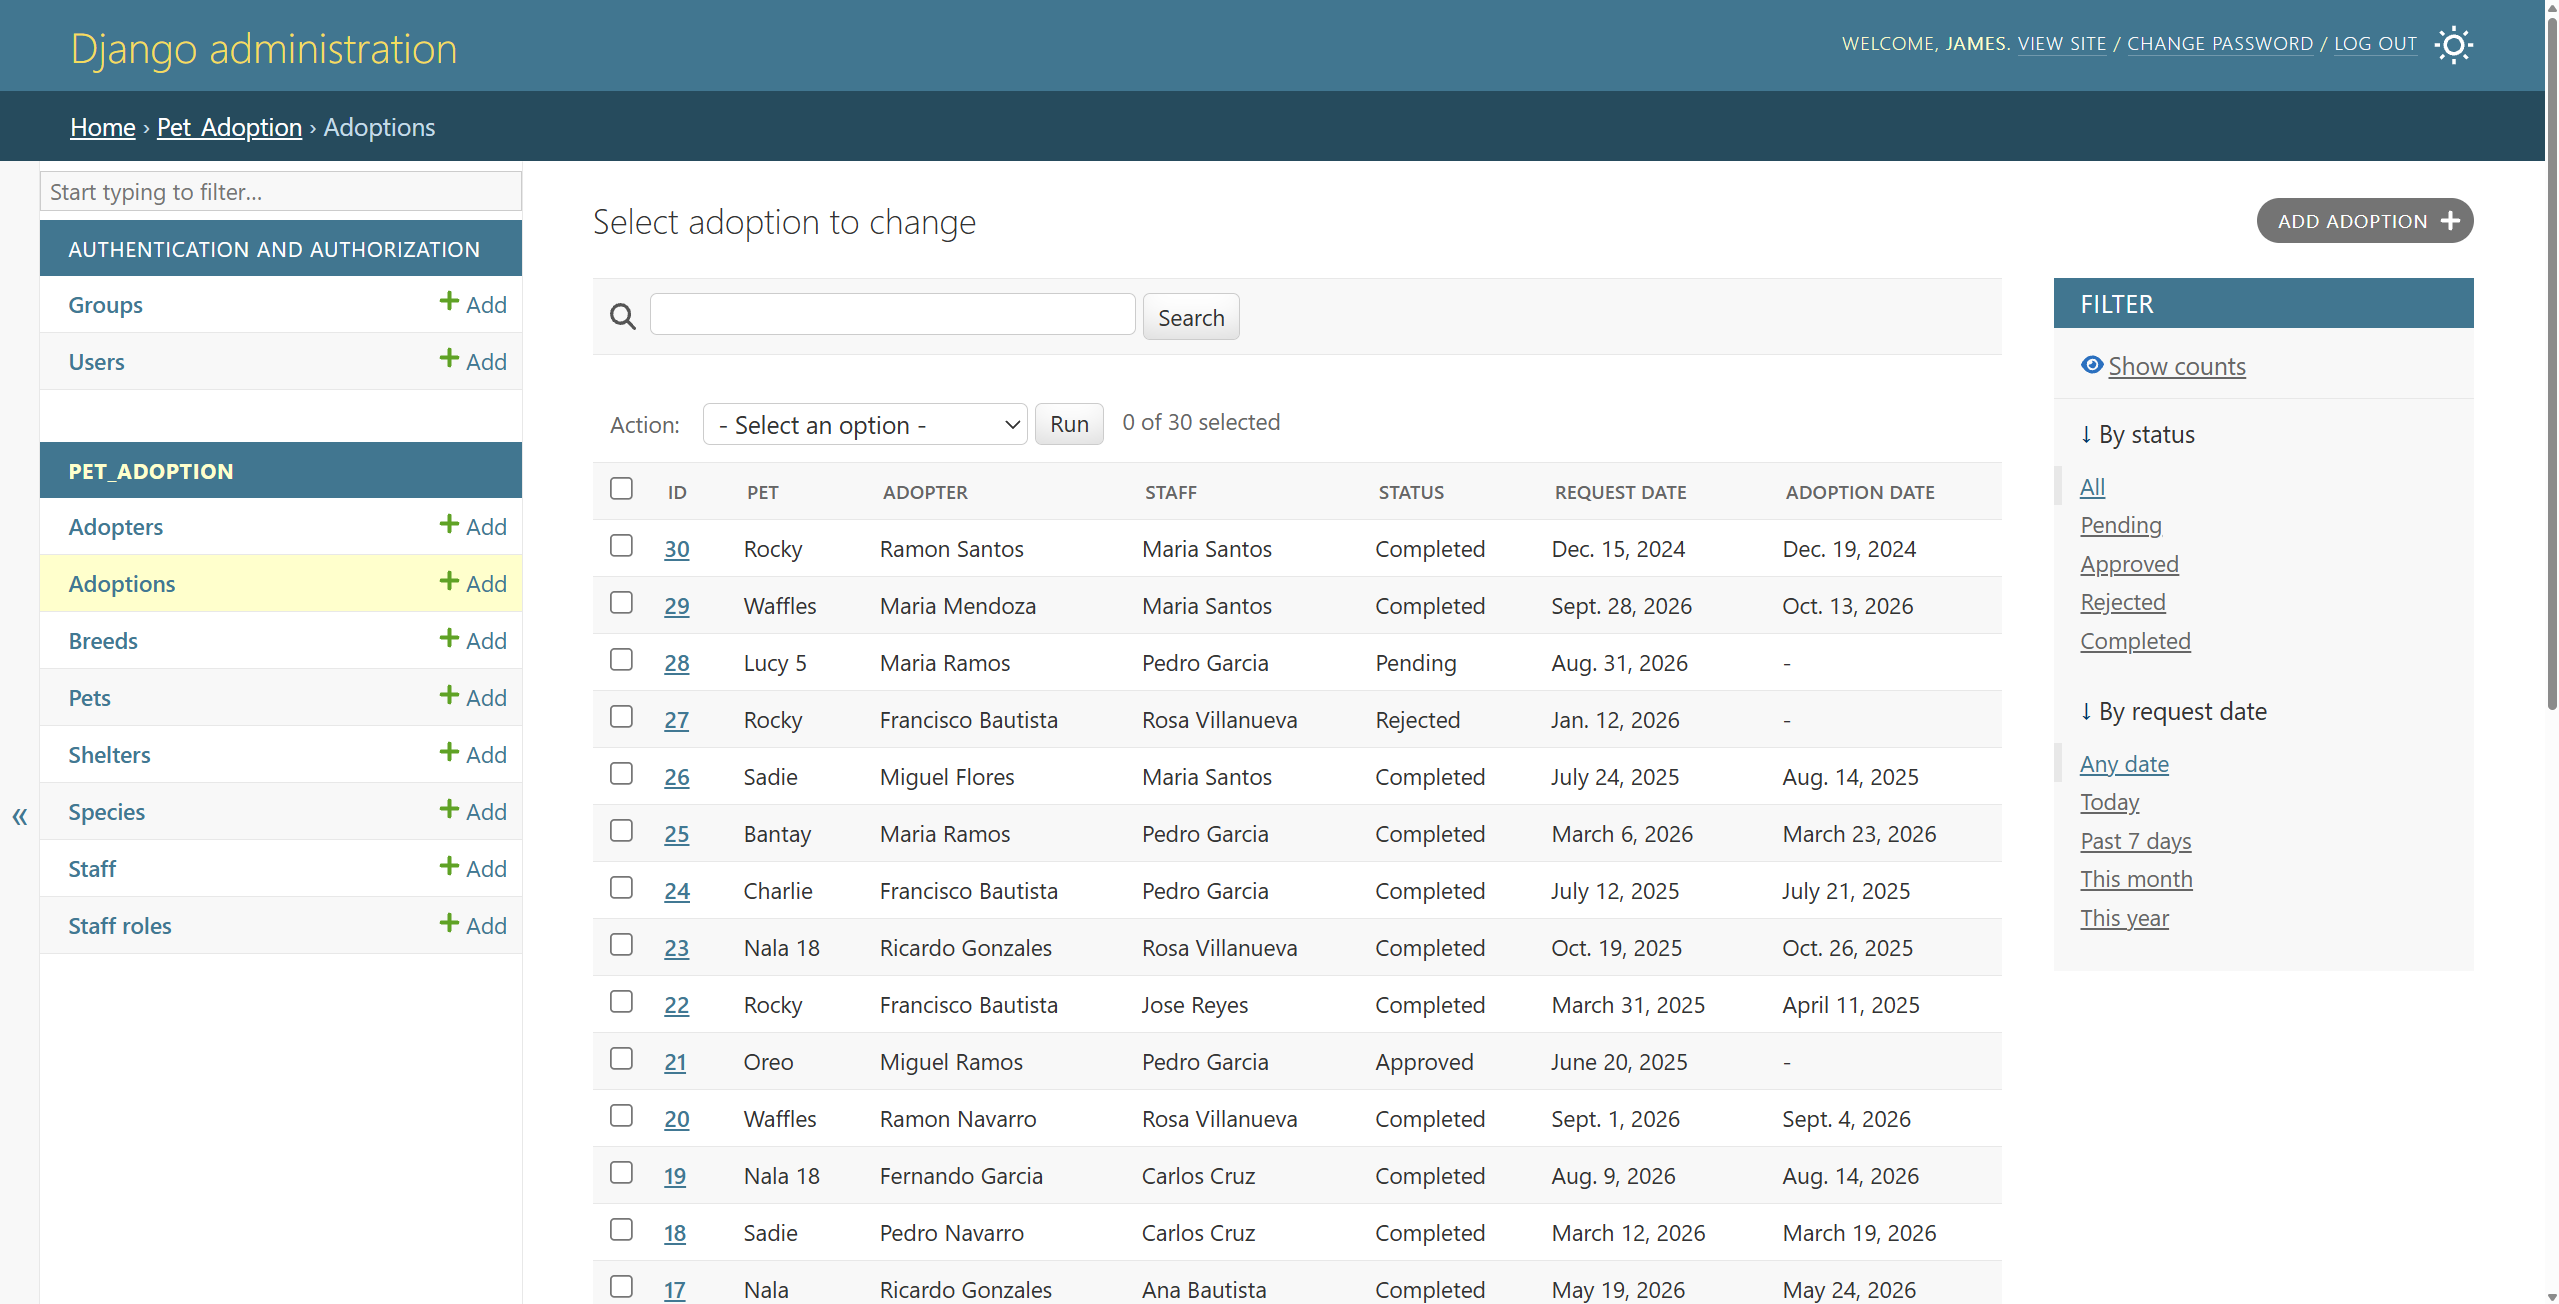 Django administration
WELCOME, JAMES. VIEW SITE / CHANGE PASSWORD / LOG OUT
Home › Pet_Adoption › Adoptions
Start typing to filter...
AUTHENTICATION AND AUTHORIZATION
Groups Add
Users Add
PET_ADOPTION
Adopters Add
Adoptions Add
Breeds Add
Pets Add
Shelters Add
Species Add
Staff Add
Staff roles Add
«
Select adoption to change
ADD ADOPTION
Search
Action: - Select an option - Run 0 of 30 selected
ID PET ADOPTER STAFF STATUS REQUEST DATE ADOPTION DATE
30 Rocky Ramon Santos Maria Santos Completed Dec. 15, 2024 Dec. 19, 2024
29 Waffles Maria Mendoza Maria Santos Completed Sept. 28, 2026 Oct. 13, 2026
28 Lucy 5 Maria Ramos Pedro Garcia Pending Aug. 31, 2026 -
27 Rocky Francisco Bautista Rosa Villanueva Rejected Jan. 12, 2026 -
26 Sadie Miguel Flores Maria Santos Completed July 24, 2025 Aug. 14, 2025
25 Bantay Maria Ramos Pedro Garcia Completed March 6, 2026 March 23, 2026
24 Charlie Francisco Bautista Pedro Garcia Completed July 12, 2025 July 21, 2025
23 Nala 18 Ricardo Gonzales Rosa Villanueva Completed Oct. 19, 2025 Oct. 26, 2025
22 Rocky Francisco Bautista Jose Reyes Completed March 31, 2025 April 11, 2025
21 Oreo Miguel Ramos Pedro Garcia Approved June 20, 2025 -
20 Waffles Ramon Navarro Rosa Villanueva Completed Sept. 1, 2026 Sept. 4, 2026
19 Nala 18 Fernando Garcia Carlos Cruz Completed Aug. 9, 2026 Aug. 14, 2026
18 Sadie Pedro Navarro Carlos Cruz Completed March 12, 2026 March 19, 2026
17 Nala Ricardo Gonzales Ana Bautista Completed May 19, 2026 May 24, 2026
FILTER
Show counts
↓ By status
All
Pending
Approved
Rejected
Completed
↓ By request date
Any date
Today
Past 7 days
This month
This year